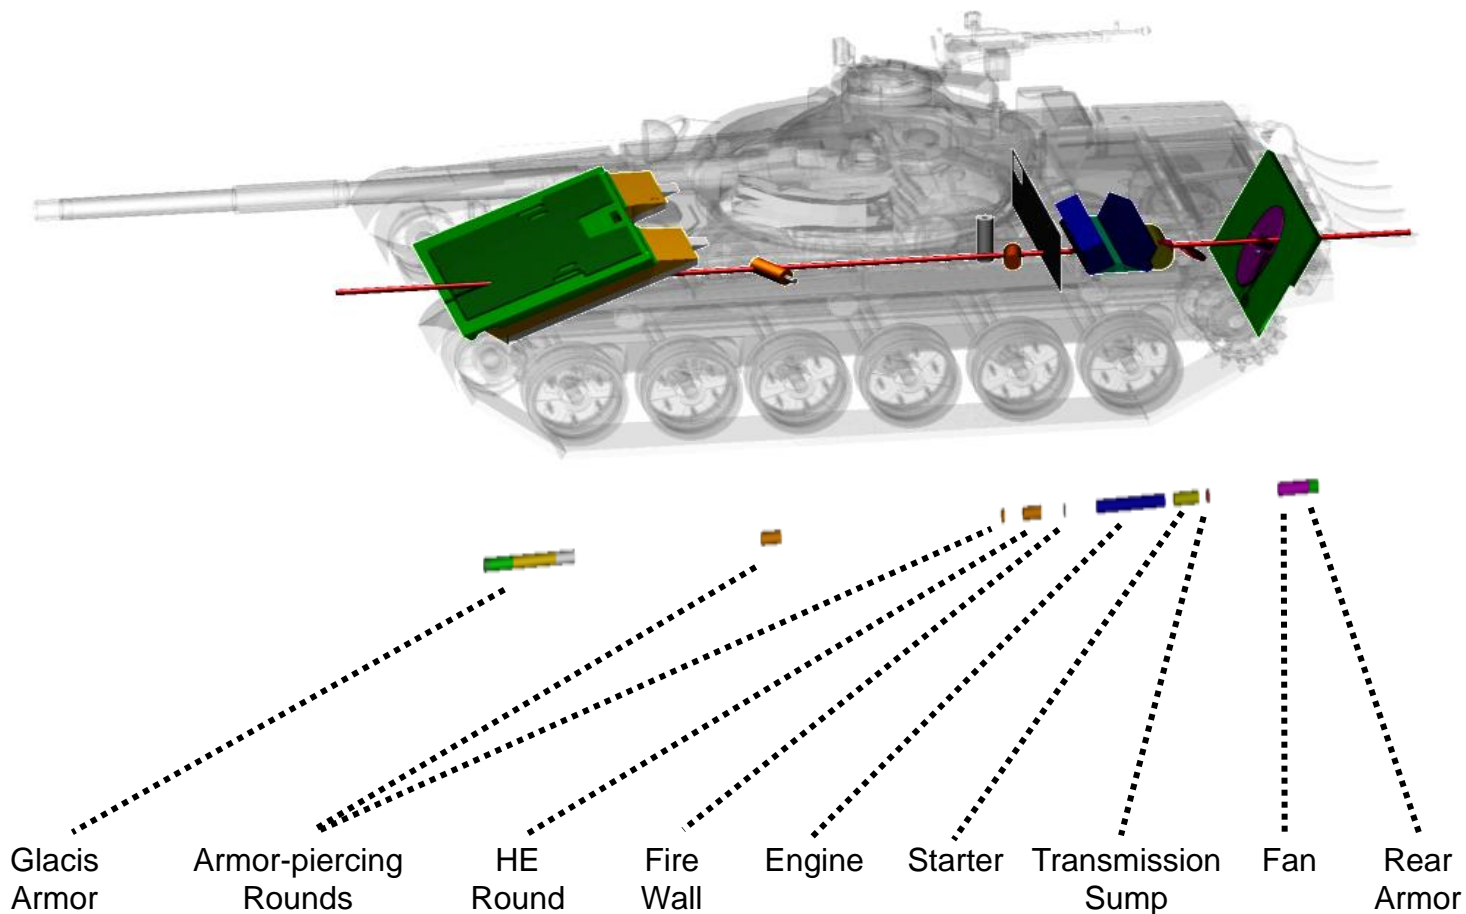 Glacis
Armor
Armor-piercing
Rounds
HE
Round
Fire
Wall
Engine
Starter
Transmission
Sump
Fan
Rear
Armor